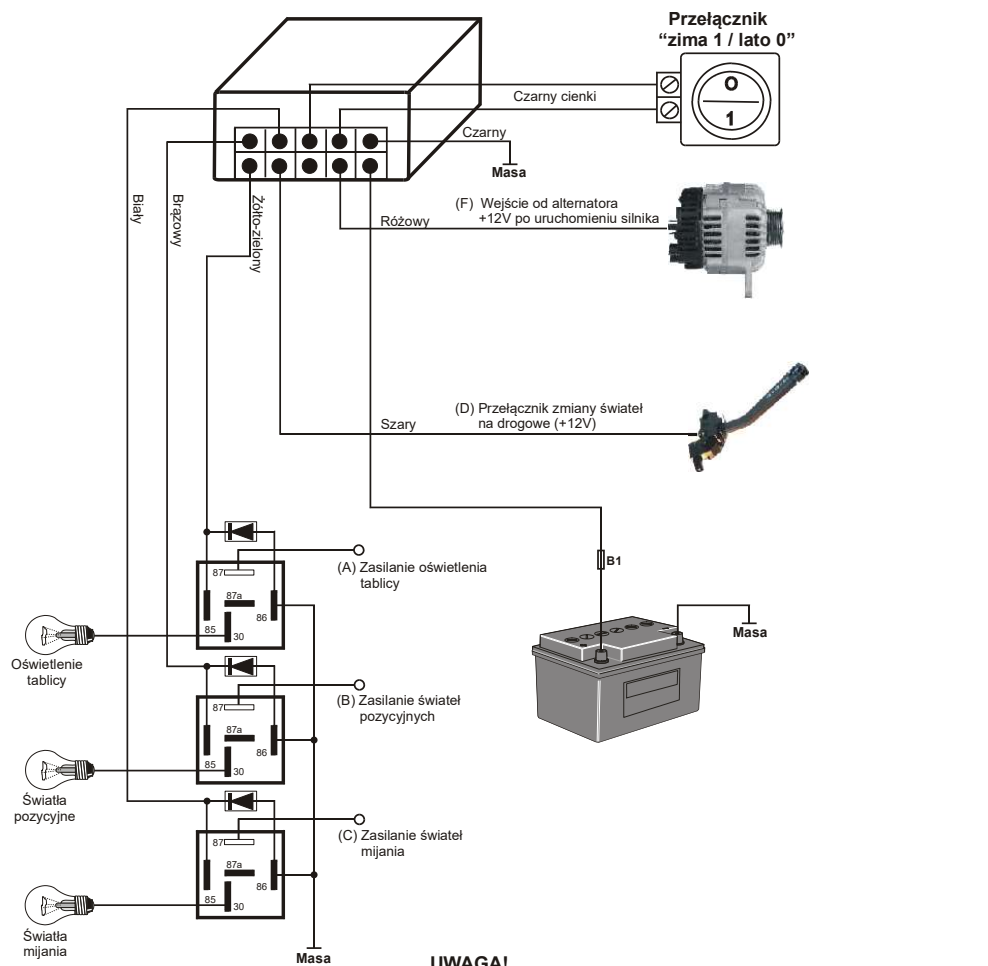 Przełącznik
“zima 1 / lato 0”
0
1
Czarny cienki
Czarny
Masa
(F) Wejście od alternatora
+12V po uruchomieniu silnika
Różowy
Biały
Brązowy
Żółto-zielony
(D) Przełącznik zmiany świateł
na drogowe (+12V)
Szary
B1
Masa
87
87a
86
85
30
(A) Zasilanie oświetlenia
tablicy
Oświetlenie
tablicy
87
87a
86
85
30
(B) Zasilanie świateł
pozycyjnych
Światła
pozycyjne
87
87a
86
85
30
(C) Zasilanie świateł
mijania
Światła
mijania
Masa
UWAGA!